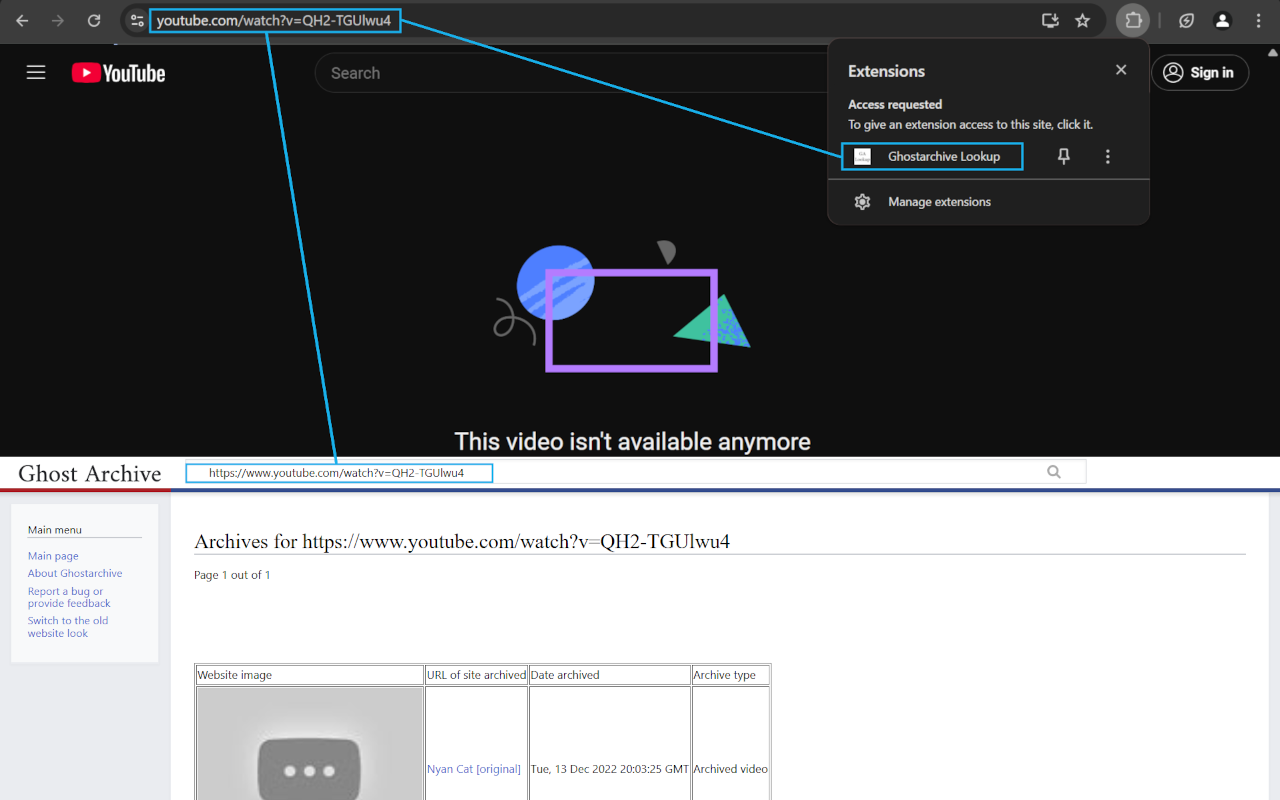 youtube.com/watch?v=QH2-TGUlwu4
YouTube
Search
Sign in
Extensions
Access requested
To give an extension access to this site, click it.
Ghostarchive Lookup
Manage extensions
This video isn't available anymore
Ghost Archive
https://www.youtube.com/watch?v=QH2-TGUlwu4
Main menu
Main page
About Ghostarchive
Report a bug or
provide feedback
Switch to the old
website look
Archives for https://www.youtube.com/watch?v=QH2-TGUlwu4
Page 1 out of 1
Website image URL of site archived Date archived Archive type
Nyan Cat [original] Tue, 13 Dec 2022 20:03:25 GMT Archived video